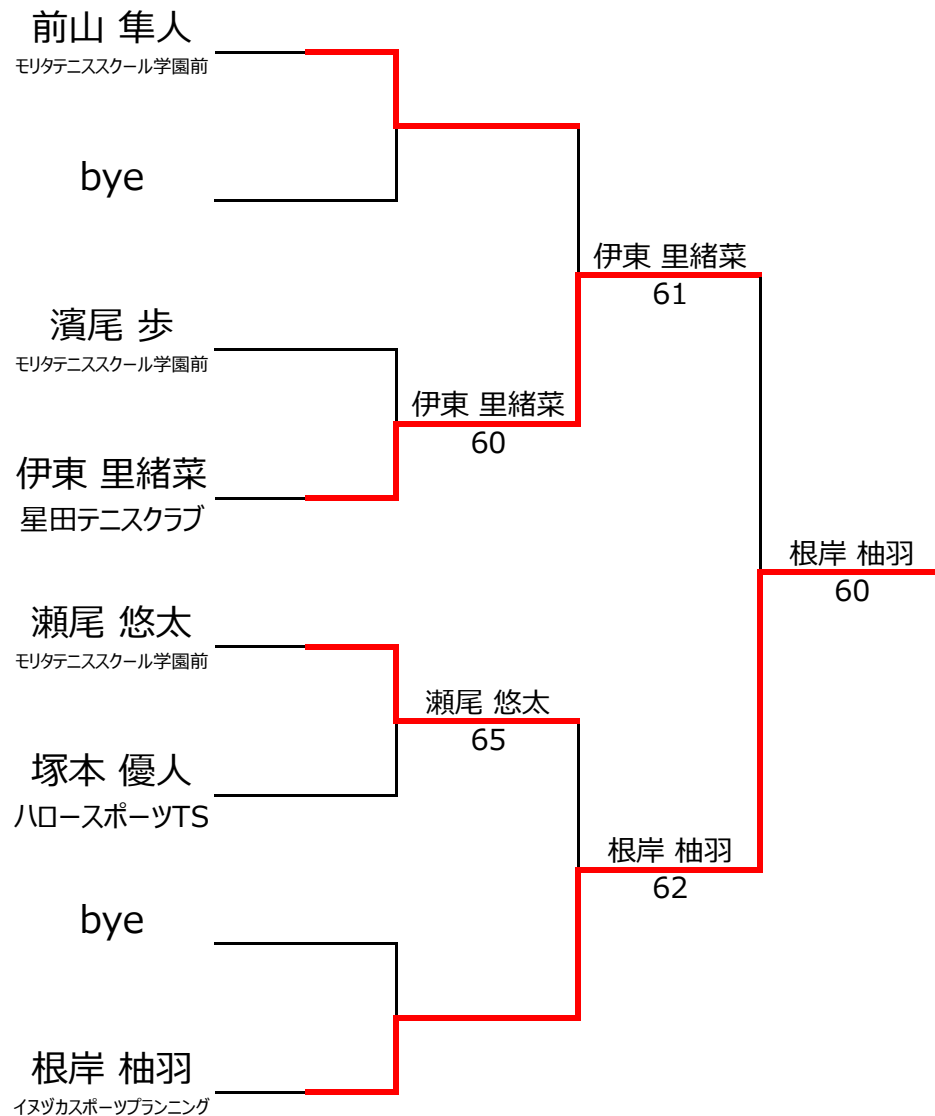 前山 隼人
モリタテニススクール学園前
bye
濱尾 歩
モリタテニススクール学園前
伊東 里緒菜
星田テニスクラブ
瀬尾 悠太
モリタテニススクール学園前
塚本 優人
ハロースポーツTS
bye
根岸 柚羽
イヌヅカスポーツプランニング
伊東 里緒菜
60
瀬尾 悠太
65
伊東 里緒菜
61
根岸 柚羽
62
根岸 柚羽
60